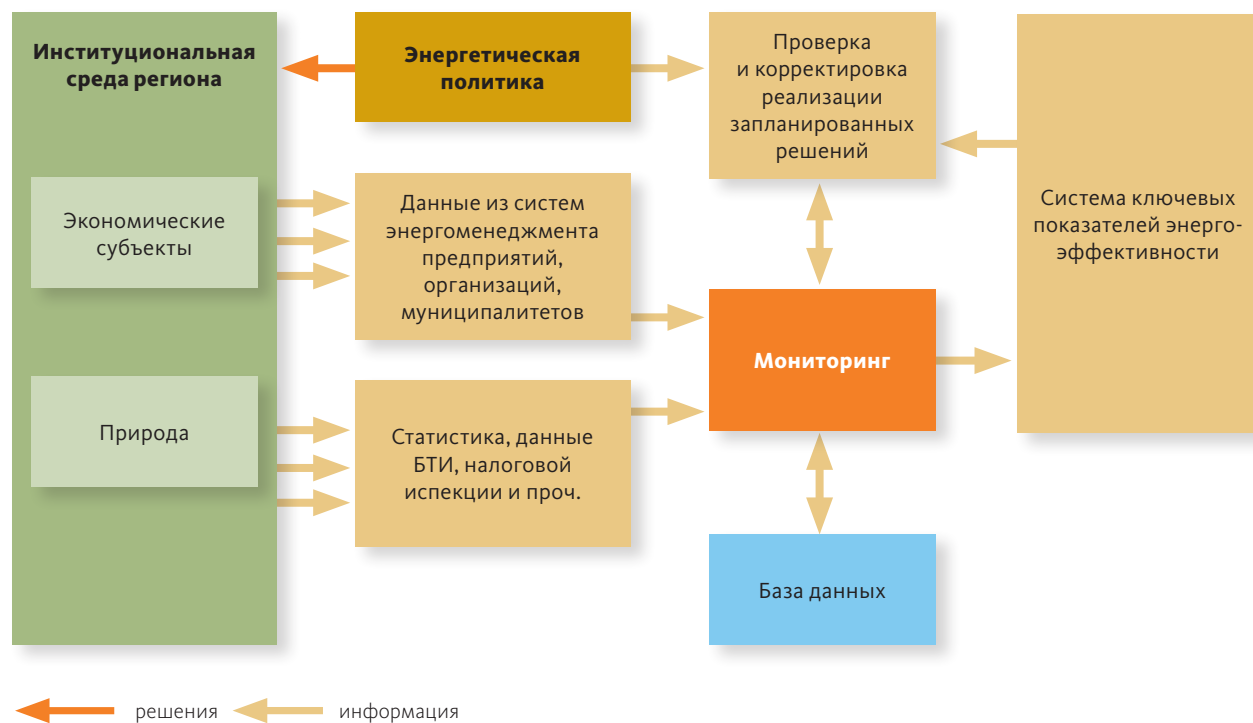 Институциональная
среда региона
Экономические
субъекты
Природа
Энергетическая
политика
Данные из систем
энергоменеджмента
предприятий,
организаций,
муниципалитетов
Статистика, данные
БТИ, налоговой
испекции и проч.
Проверка
и корректировка
реализации
запланированных
решений
Мониторинг
База данных
Система ключевых
показателей энерго-
эффективности
решения
информация